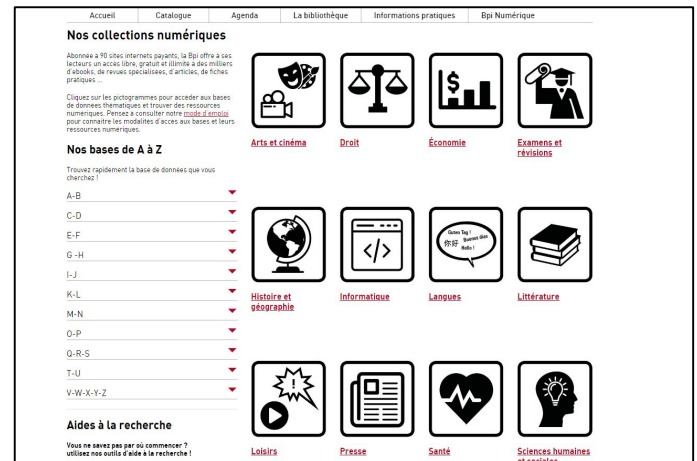 Accueil Catalogue Agenda La bibliothèque Informations pratiques Bpi Numérique
Nos collections numériques
Abonnée à 90 sites internets payants, la Bpi offre à ses
lecteurs un accès libre, gratuit et illimité à des milliers
d'ebooks, de revues specialisées, d'articles, de fiches
pratiques ...
Cliquez sur les pictogrammes pour accéder aux bases
de données thématiques et trouver des ressources
numériques. Pensez à consulter notre mode d'emploi
pour connaitre les modalités d'accès aux bases et leurs
ressources numériques.
Nos bases de A à Z
Trouvez rapidement la base de données que vous
cherchez !
A-B
C-D
E-F
G -H
I-J
K-L
M-N
O-P
Q-R-S
T-U
V-W-X-Y-Z
Aides à la recherche
Vous ne savez pas par où commencer ?
utilisez nos outils d'aide à la recherche !
Arts et cinéma
Droit
$
Économie
Examens et
révisions
Histoire et
géographie
</>
Informatique
Guten Tag !
你好 Buenos dias
Hello !
Langues
Littérature
Loisirs
Presse
Santé
Sciences humaines
et sociales